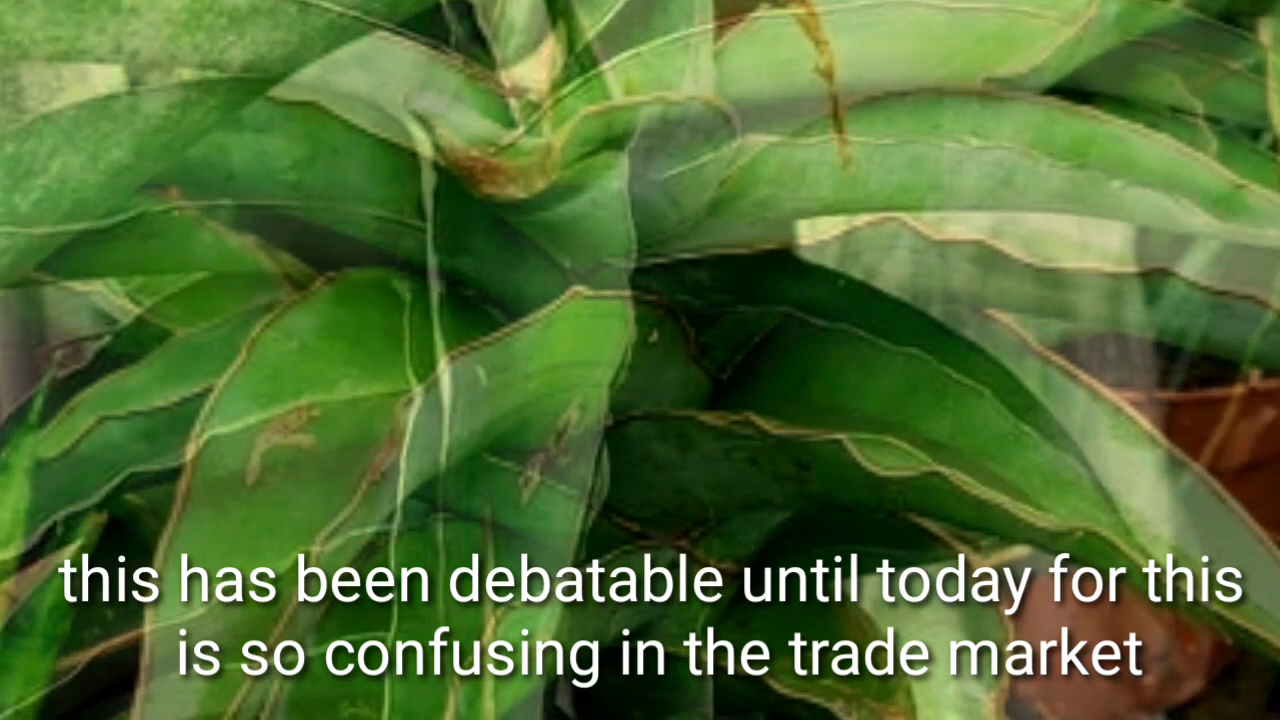 this has been debatable until today for this
is so confusing in the trade market